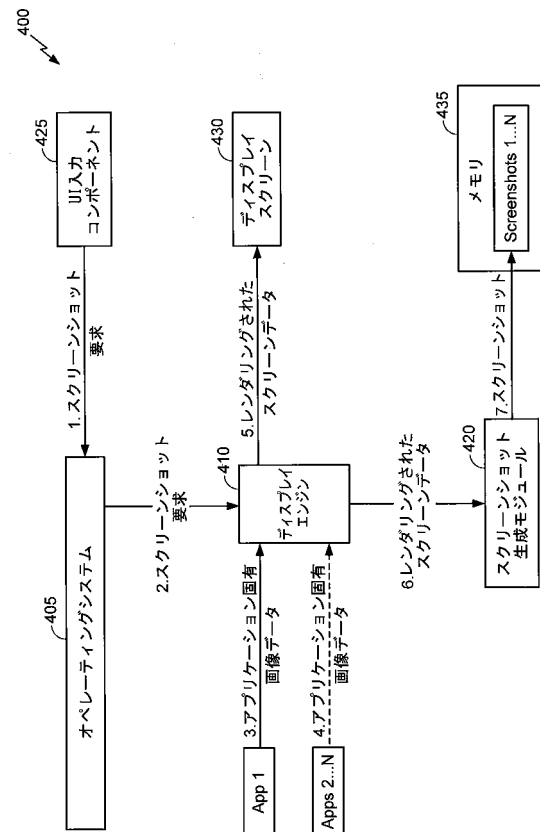 400
425
UI入力
コンポーネント
1.スクリーンショット
要求
405
オペレーティングシステム
2.スクリーンショット
要求
430
ディスプレイ
スクリーン
5.レンダリングされた
スクリーンデータ
410
ディスプレイ
エンジン
3.アプリケーション固有
画像データ
App 1
4.アプリケーション固有
画像データ
Apps 2...N
6.レンダリングされた
スクリーンデータ
420
スクリーンショット
生成モジュール
7.スクリーンショット
435
メモリ
Screenshots 1...N